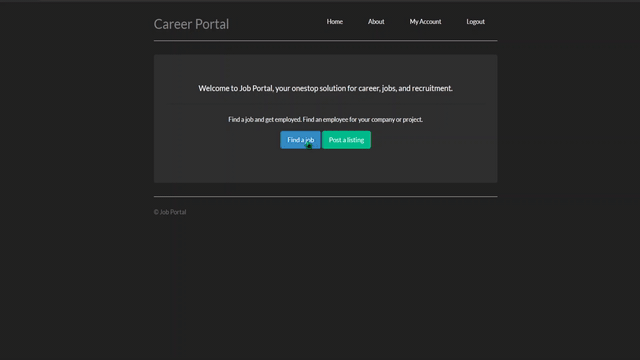 Career Portal
Home About My Account Logout
Welcome to Job Portal, your onestop solution for career, jobs, and recruitment.
Find a job and get employed. Find an employee for your company or project.
Find a job Post a listing
© Job Portal